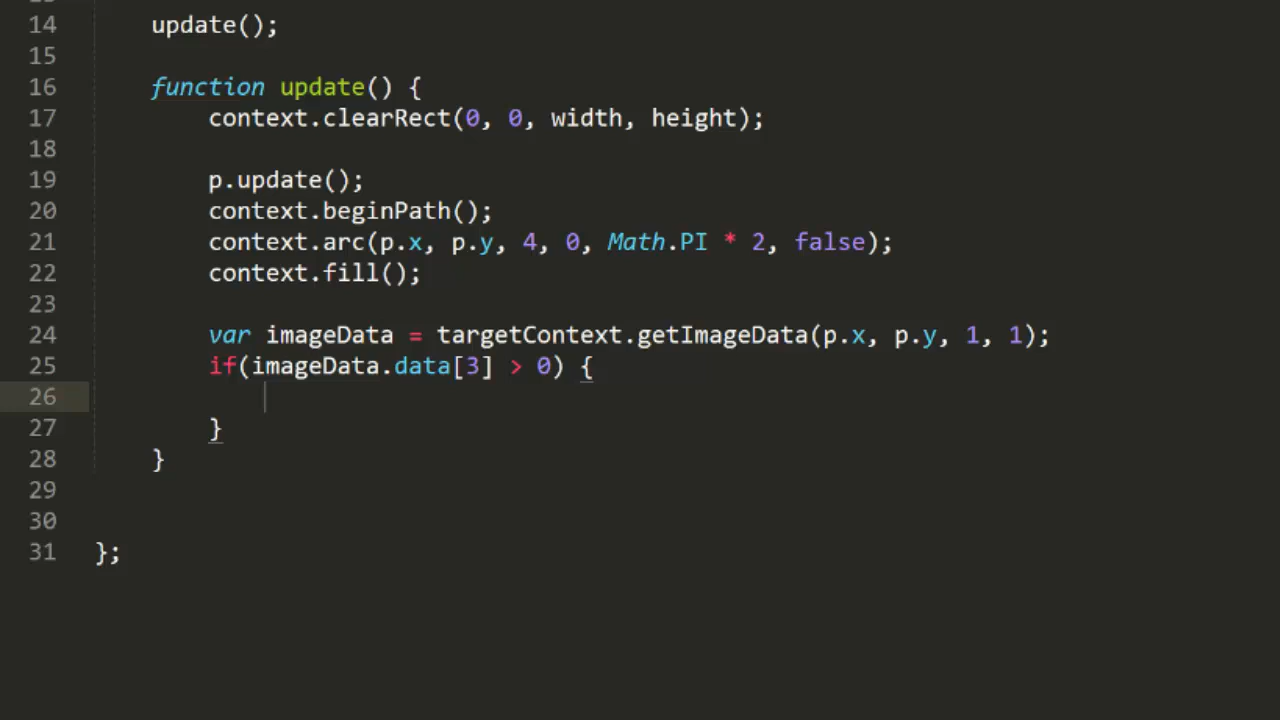 14 update();
15
16 function update() {
17 context.clearRect(0, 0, width, height);
18
19 p.update();
20 context.beginPath();
21 context.arc(p.x, p.y, 4, 0, Math.PI * 2, false);
22 context.fill();
23
24 var imageData = targetContext.getImageData(p.x, p.y, 1, 1);
25 if(imageData.data[3] > 0) {
26
27 }
28 }
29
30
31 };